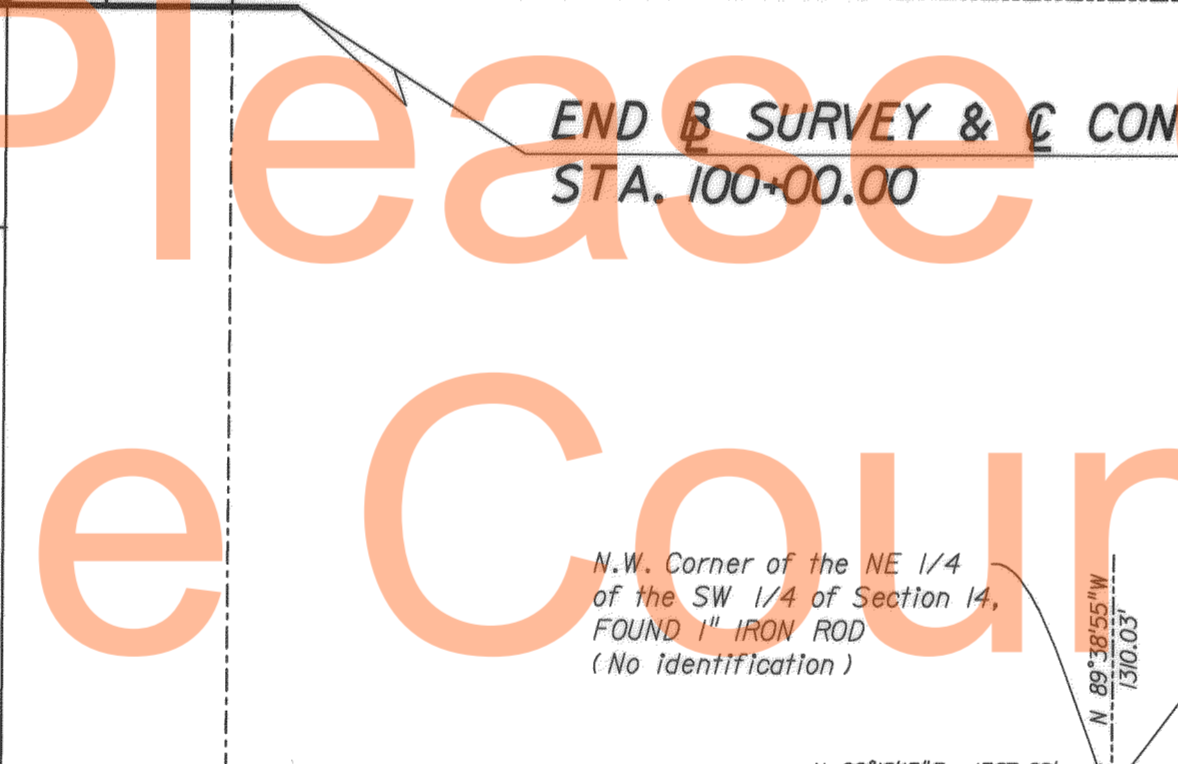 Please
END ⅊ SURVEY & ℄ CON
STA. 100+00.00
e Cour
N.W. Corner of the NE 1/4
of the SW 1/4 of Section 14,
FOUND 1" IRON ROD
(No identification)
N 89°38'55"W
1310.03'